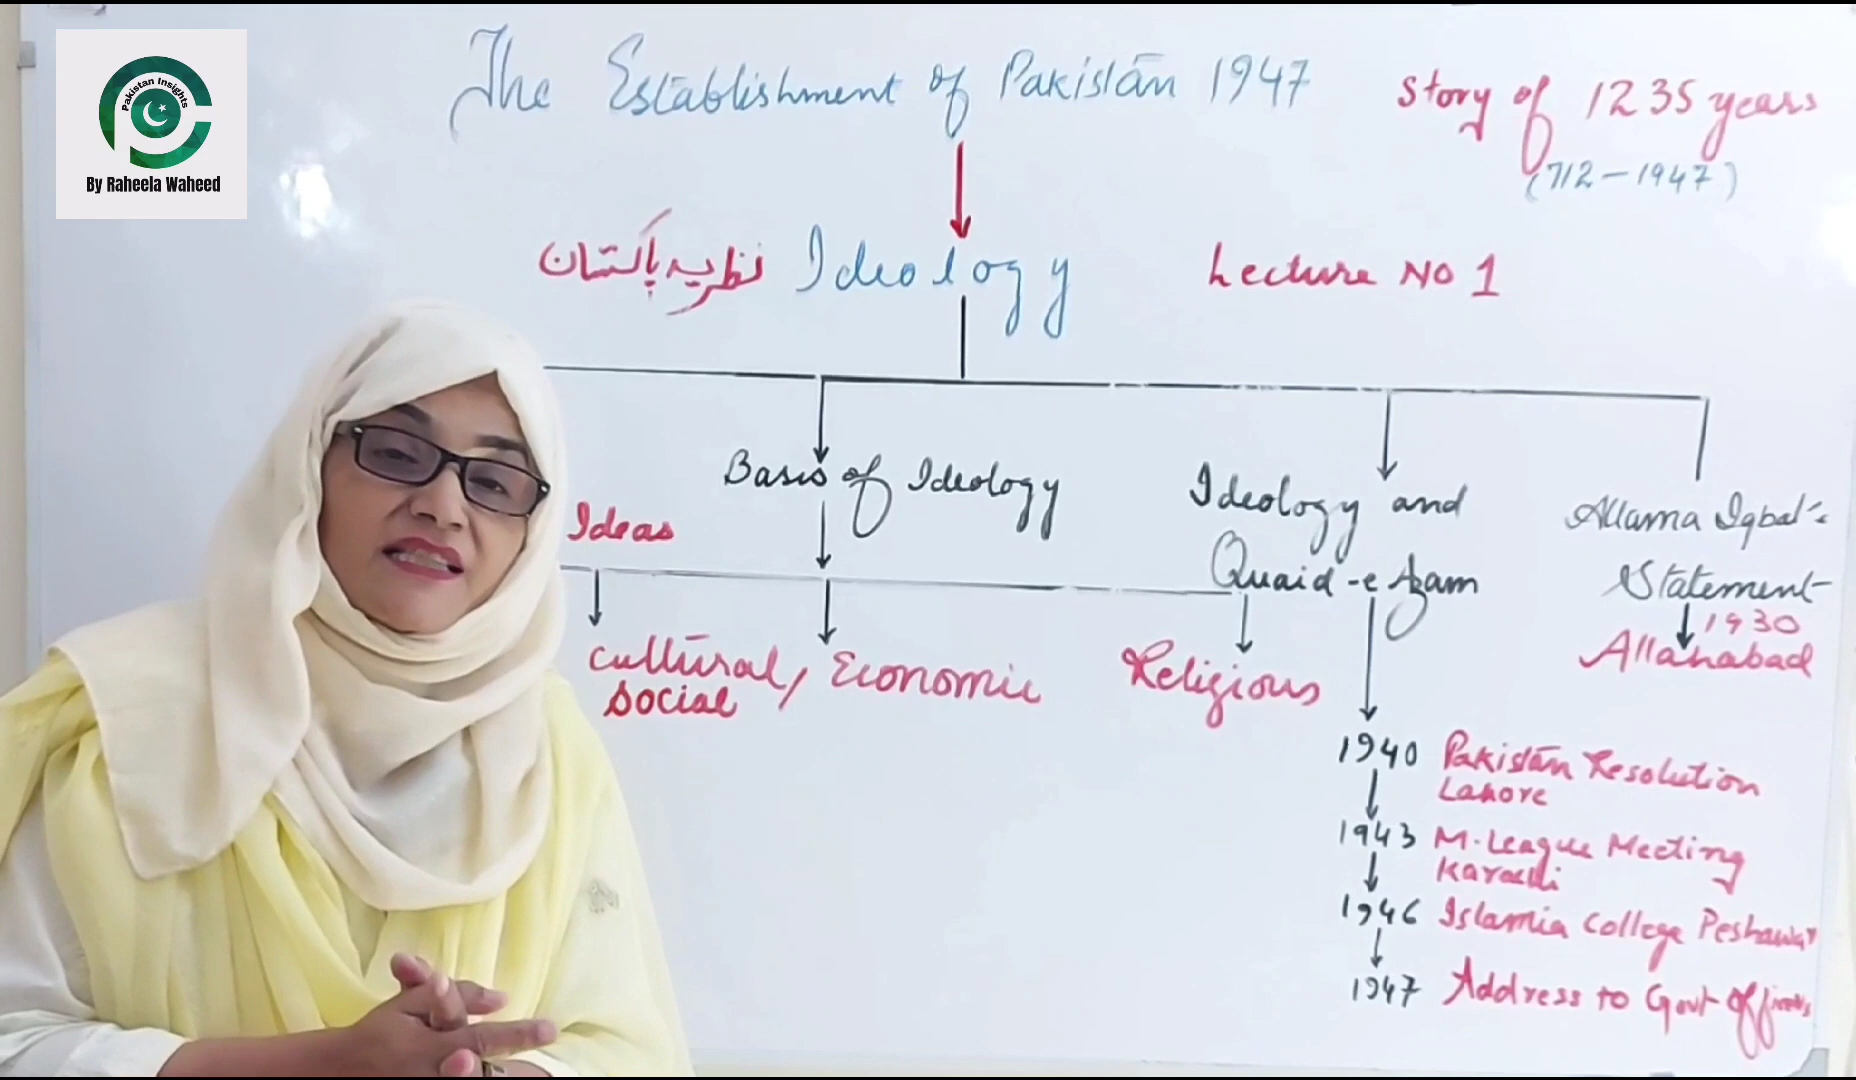 Pakistan Insights
By Raheela Waheed
The Establishment of Pakistan 1947
Story of 1235 years
(712-1947)
نظریہ پاکستان Ideology
Lecture No 1
Ideas
Basis of Ideology
Cultural/
Social
Economic
Religious
Ideology and
Quaid-e Azam
1940 Pakistan Resolution
Lahore
1943 M. League Meeting
Karachi
1946 Islamia College Peshawar
1947 Address to Govt Officers
Allama Iqbal's
Statement
1930
Allahabad